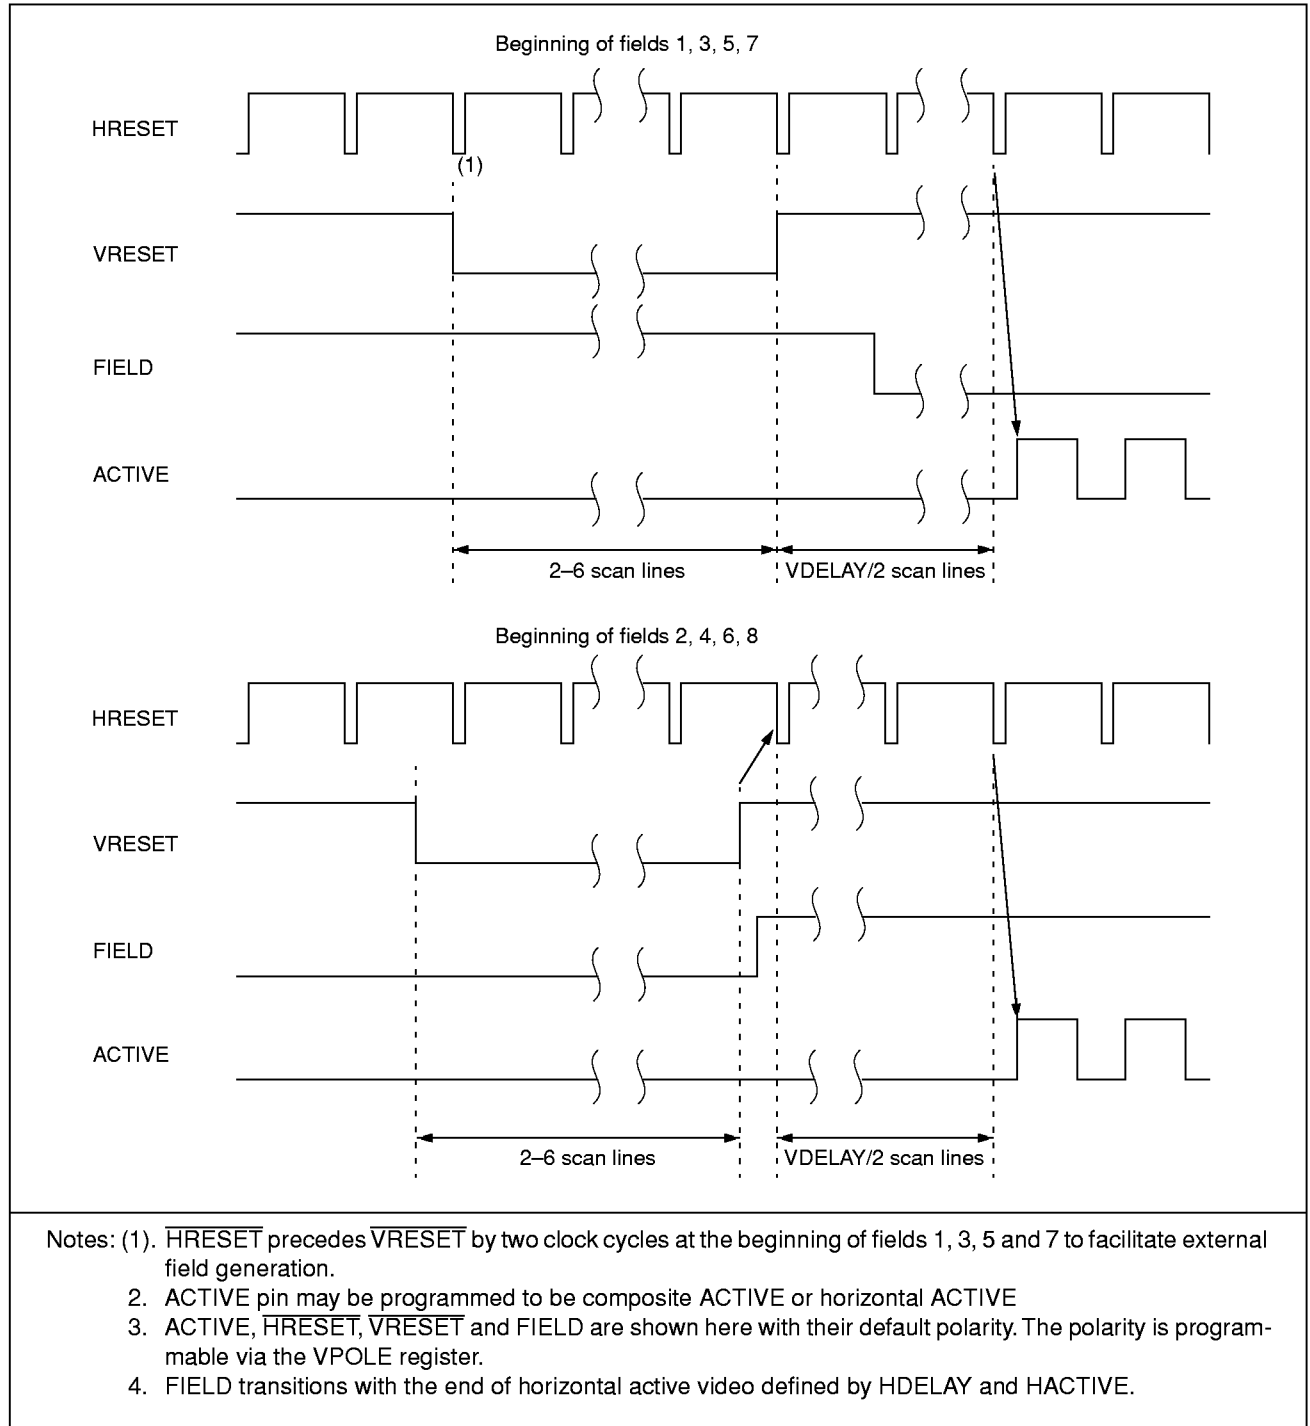 Beginning of fields 1, 3, 5, 7
HRESET
(1)
VRESET
FIELD
ACTIVE
2–6 scan lines
VDELAY/2 scan lines
Beginning of fields 2, 4, 6, 8
HRESET
VRESET
FIELD
ACTIVE
2–6 scan lines
VDELAY/2 scan lines
Notes: (1). HRESET precedes VRESET by two clock cycles at the beginning of fields 1, 3, 5 and 7 to facilitate external
field generation.
2. ACTIVE pin may be programmed to be composite ACTIVE or horizontal ACTIVE
3. ACTIVE, HRESET, VRESET and FIELD are shown here with their default polarity. The polarity is program-
mable via the VPOLE register.
4. FIELD transitions with the end of horizontal active video defined by HDELAY and HACTIVE.